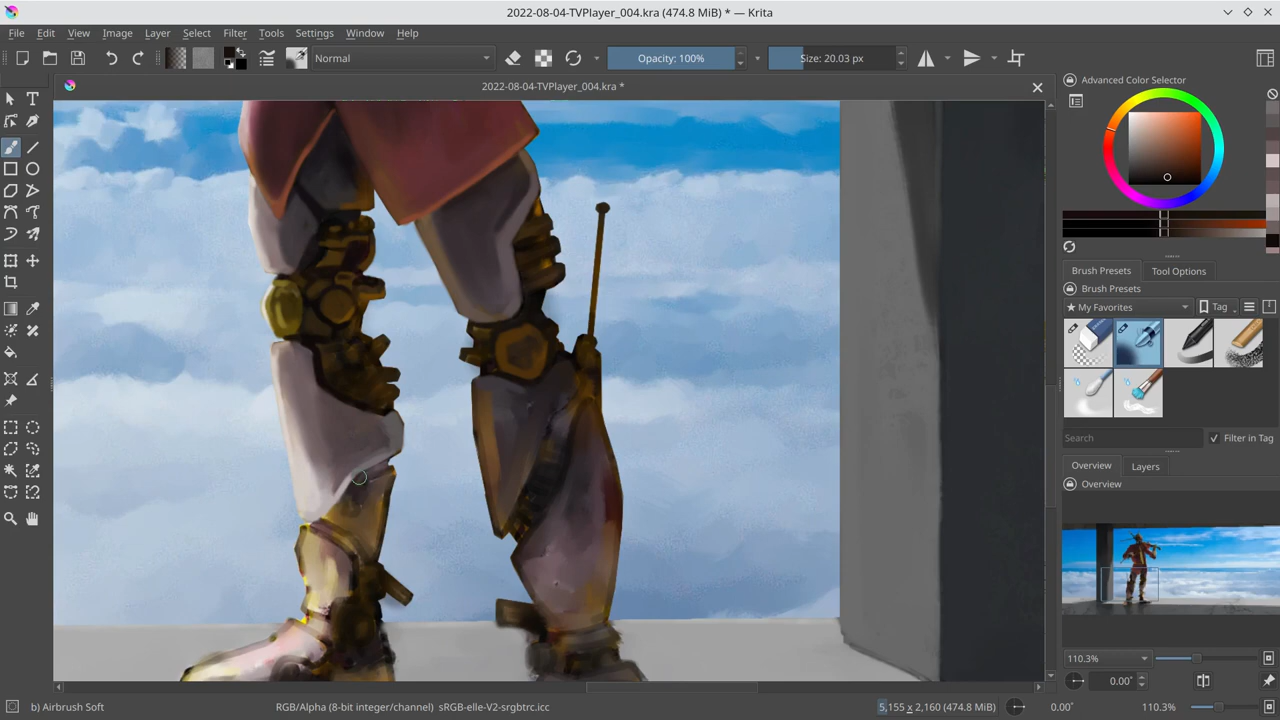 2022-08-04-TVPlayer_004.kra (474.8 MiB) * — Krita
File Edit View Image Layer Select Filter Tools Settings Window Help
Normal
Opacity: 100%
Size: 20.03 px
2022-08-04-TVPlayer_004.kra *
Advanced Color Selector
Brush Presets Tool Options
Brush Presets
★ My Favorites
Tag
Search
Filter in Tag
Overview Layers
Overview
110.3%
0.00°
b) Airbrush Soft
RGB/Alpha (8-bit integer/channel) sRGB-elle-V2-srgbtrc.icc
5,155 x 2,160 (474.8 MiB)
0.00°
110.3%